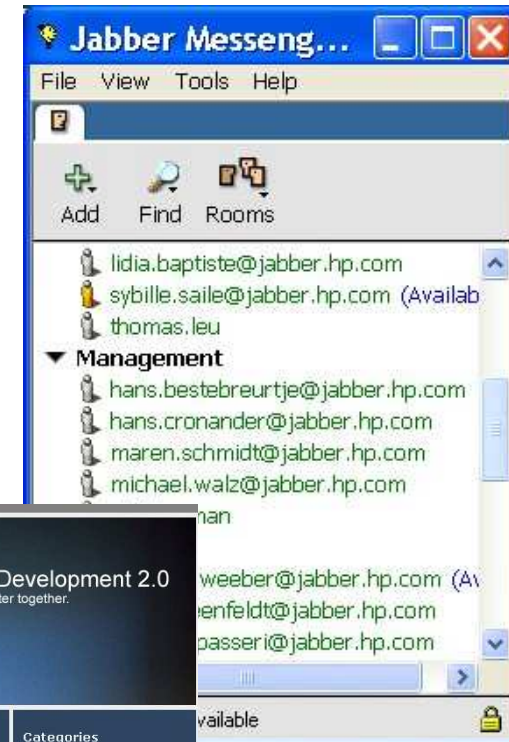 Jabber Messeng...
File View Tools Help
Add Find Rooms
lidia.baptiste@jabber.hp.com
sybille.saile@jabber.hp.com (Availab
thomas.leu
Management
hans.bestebreurtje@jabber.hp.com
hans.cronander@jabber.hp.com
maren.schmidt@jabber.hp.com
michael.walz@jabber.hp.com
nan
Development 2.0
ter together.
weeber@jabber.hp.com (Av
enfeldt@jabber.hp.com
passeri@jabber.hp.com
vailable
Categories